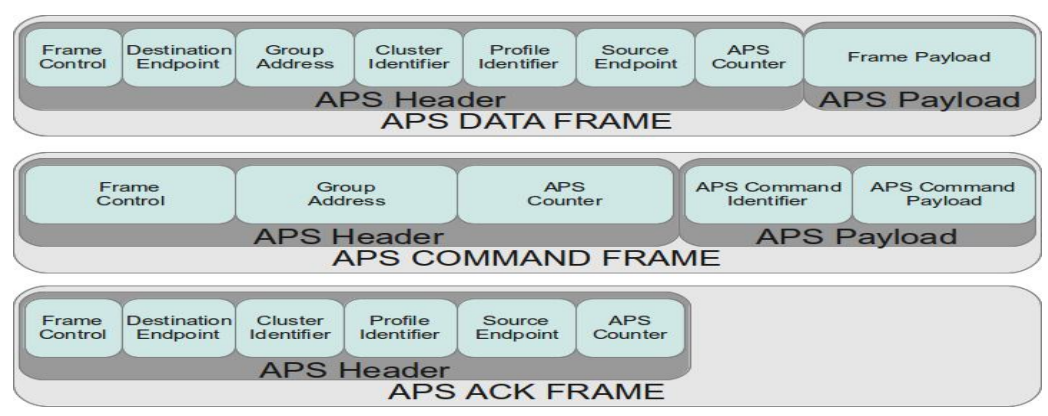 Frame Destination Group Cluster Profile Source APS Frame Payload
Control Endpoint Address Identifier Identifier Endpoint Counter
APS Header APS Payload
APS DATA FRAME
Frame Group APS APS Command APS Command
Control Address Counter Identifier Payload
APS Header APS Payload
APS COMMAND FRAME
Frame Destination Cluster Profile Source APS
Control Endpoint Identifier Identifier Endpoint Counter
APS Header
APS ACK FRAME